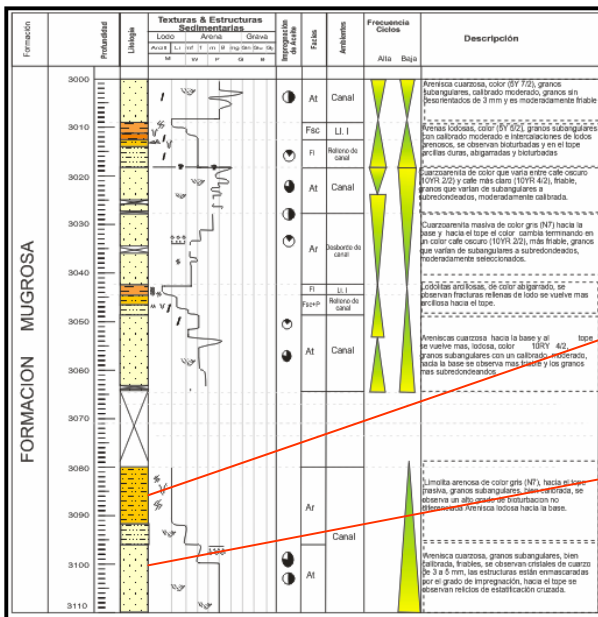 Formación
Profundidad
Litología
Texturas & Estructuras
Sedimentarias
Lodo
Arena
Grava
M
W
P
G
B
Impregnación
de Aceite
Facies
Ambientes
Frecuencia
Ciclos
Alta
Baja
Descripción
FORMACION MUGROSA
3000
3010
3020
3030
3040
3050
3060
3070
3080
3090
3100
3110
At
Canal
Fsc
Ll. I
Fl
Relleno de
canal
At
Canal
Ar
Desborde de
canal
Fl
Ll. I
Fsc+P
Relleno de
canal
At
Canal
Ar
Canal
At
Arenisca cuarzosa, color (5Y 7/2), granos
subangulares, calibrado moderado, granos sin
desorientados de 3 mm y es moderadamente friable
Arenas lodosas, color (5Y 5/2), granos subangulares
con calibrado moderado e intercalaciones de lodos
arenosos, se observan bioturbadas y en el tope
arcillas duras, abigarradas y bioturbadas
Cuarzoarenita de color que varia entre cafe oscuro
(10YR 2/2) y cafe más claro (10YR 4/2), friable,
granos que varían de subangulares a
subredondeados, moderadamente calibrada.
Cuarzoarenita masiva de color gris (N7) hacia la
base y hacia el tope el color cambia terminando en
un color cafe oscuro (10YR 2/2), más friable, granos
que varían de subangulares a subredondeados,
moderadamente seleccionados.
Lodolitas arcillosas, de color abigarrado, se
observan fracturas rellenas de lodo se vuelve mas
arcillosa hacia el tope.
Areniscas cuarzosa hacia la base y al tope
se vuelve mas, lodosa, color 10RY 4/2,
granos subangulares con un calibrado, moderado,
hacia la base se observa mas friable y los granos
mas subredondeandos
Limolita arenosa de color gris (N7), hacia el tope
masiva, granos subangulares, bien calibrada, se
observa un alto grado de bioturbacion no
diferenciada Arenisca lodosa hacia la base.
Arenisca cuarzosa, granos subangulares, bien
calibrada, friables, se observan cristales de cuarzo
de 3 a 5 mm, las estructuras están enmascaradas
por el grado de impregnación, hacia el tope se
observan relictos de estatificación cruzada.